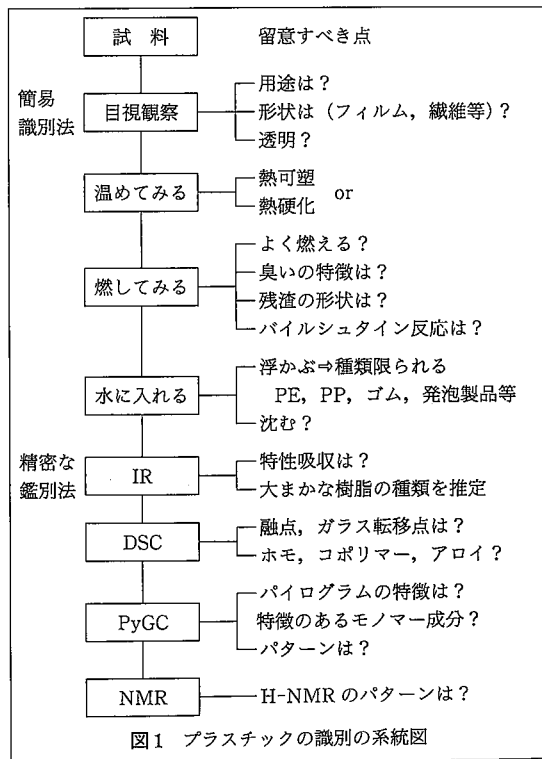 試料 留意すべき点
簡易
識別法
目視観察
用途は？
形状は（フィルム，繊維等）？
透明？
温めてみる
熱可塑
熱硬化 or
燃してみる
よく燃える？
臭いの特徴は？
残渣の形状は？
バイルシュタイン反応は？
水に入れる
浮かぶ⇒種類限られる
PE，PP，ゴム，発泡製品等
沈む？
精密な
鑑別法
IR
特性吸収は？
大まかな樹脂の種類を推定
DSC
融点，ガラス転移点は？
ホモ，コポリマー，アロイ？
PyGC
パイログラムの特徴は？
特徴のあるモノマー成分？
パターンは？
NMR
H-NMRのパターンは？
図1 プラスチックの識別の系統図